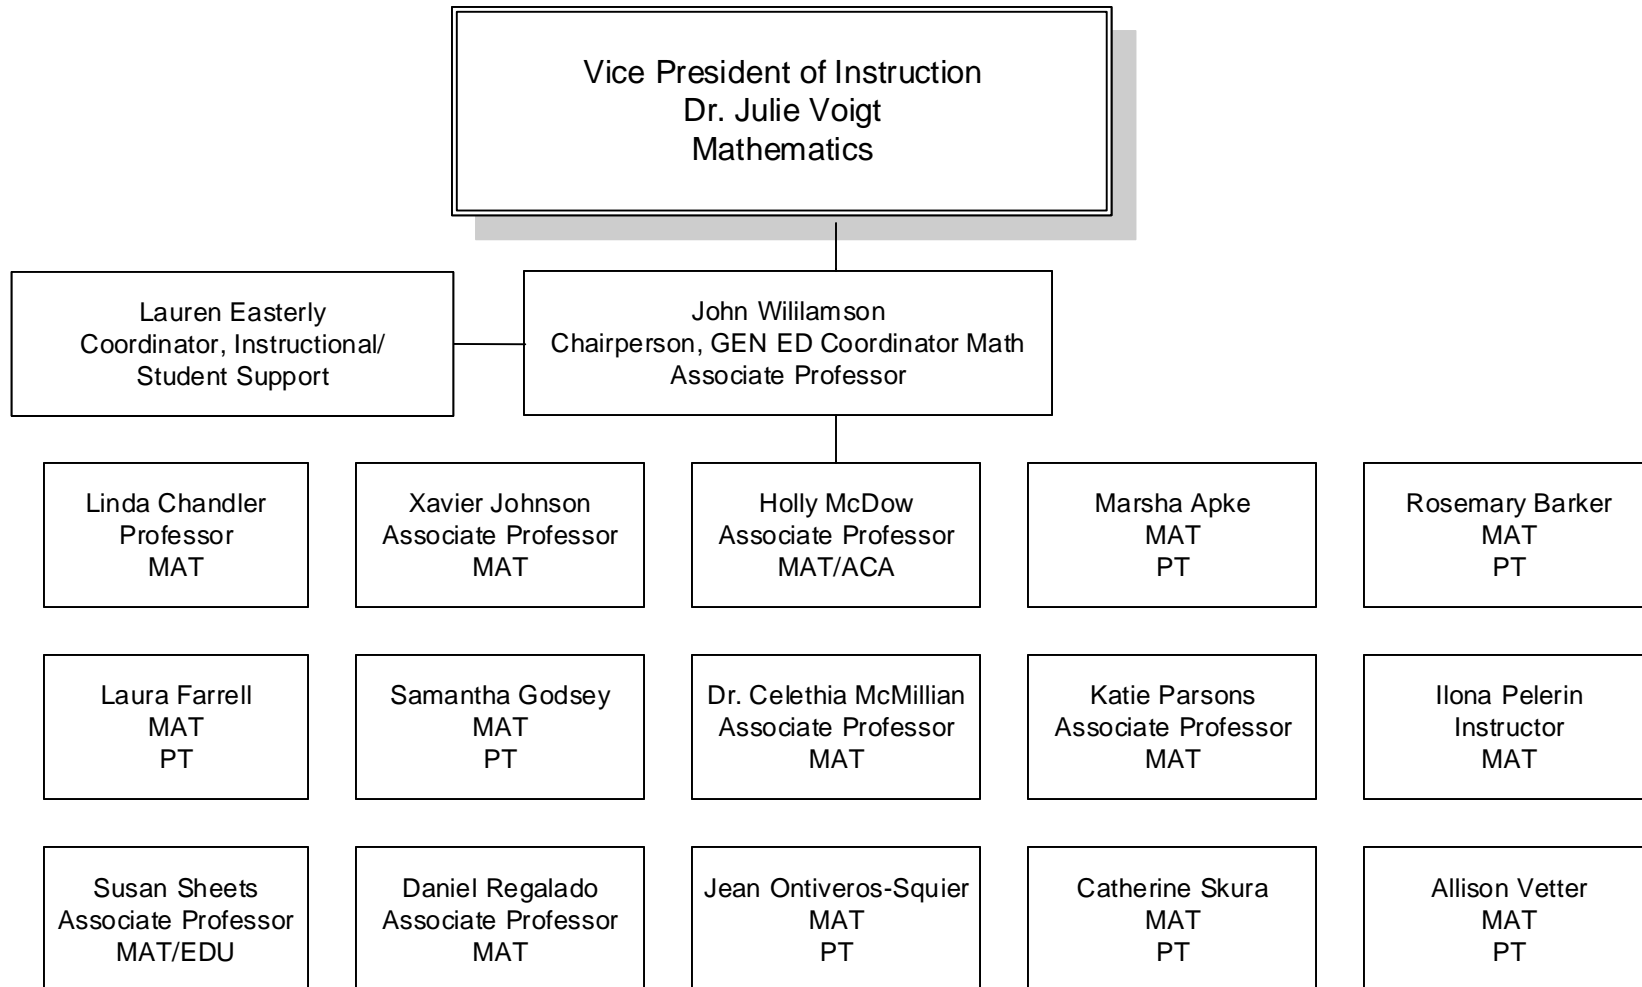 Vice President of Instruction
Dr. Julie Voigt
Mathematics
Lauren Easterly
Coordinator, Instructional/
Student Support
John Wililamson
Chairperson, GEN ED Coordinator Math
Associate Professor
Linda Chandler
Professor
MAT
Xavier Johnson
Associate Professor
MAT
Holly McDow
Associate Professor
MAT/ACA
Marsha Apke
MAT
PT
Rosemary Barker
MAT
PT
Laura Farrell
MAT
PT
Samantha Godsey
MAT
PT
Dr. Celethia McMillian
Associate Professor
MAT
Katie Parsons
Associate Professor
MAT
Ilona Pelerin
Instructor
MAT
Susan Sheets
Associate Professor
MAT/EDU
Daniel Regalado
Associate Professor
MAT
Jean Ontiveros-Squier
MAT
PT
Catherine Skura
MAT
PT
Allison Vetter
MAT
PT